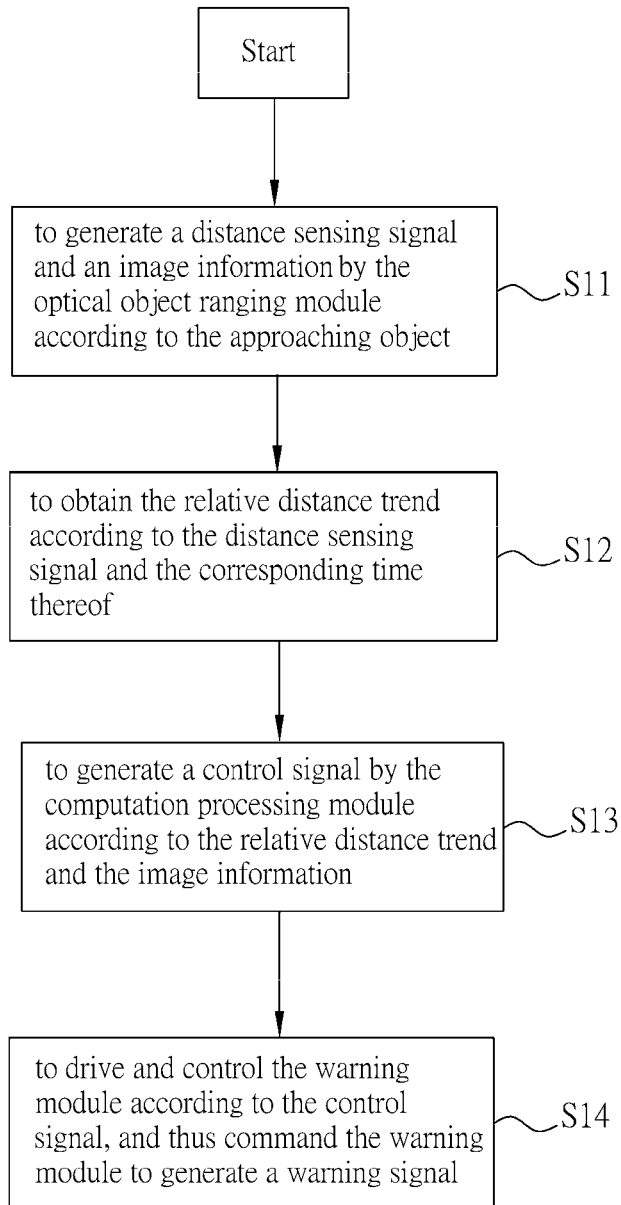 Start
to generate a distance sensing signal
and an image information by the
optical object ranging module
according to the approaching object
S11
to obtain the relative distance trend
according to the distance sensing
signal and the corresponding time
thereof
S12
to generate a control signal by the
computation processing module
according to the relative distance trend
and the image information
S13
to drive and control the warning
module according to the control
signal, and thus command the warning
module to generate a warning signal
S14